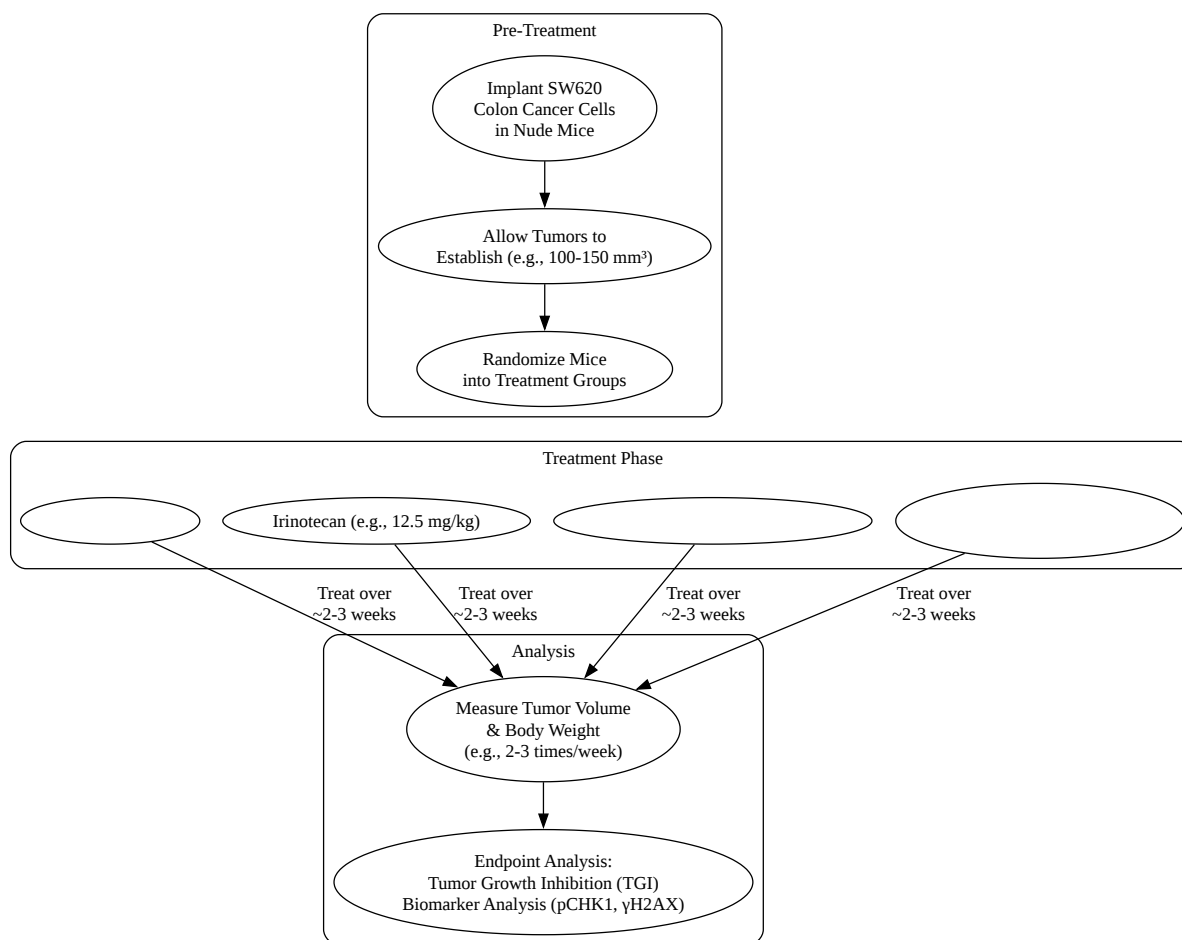 Pre-Treatment
Implant SW620
Colon Cancer Cells
in Nude Mice
Allow Tumors to
Establish (e.g., 100-150 mm³)
Randomize Mice
into Treatment Groups
Treatment Phase
Irinotecan (e.g., 12.5 mg/kg)
Treat over
~2-3 weeks
Treat over
~2-3 weeks
Treat over
~2-3 weeks
Treat over
~2-3 weeks
Analysis
Measure Tumor Volume
& Body Weight
(e.g., 2-3 times/week)
Endpoint Analysis:
Tumor Growth Inhibition (TGI)
Biomarker Analysis (pCHK1, γH2AX)